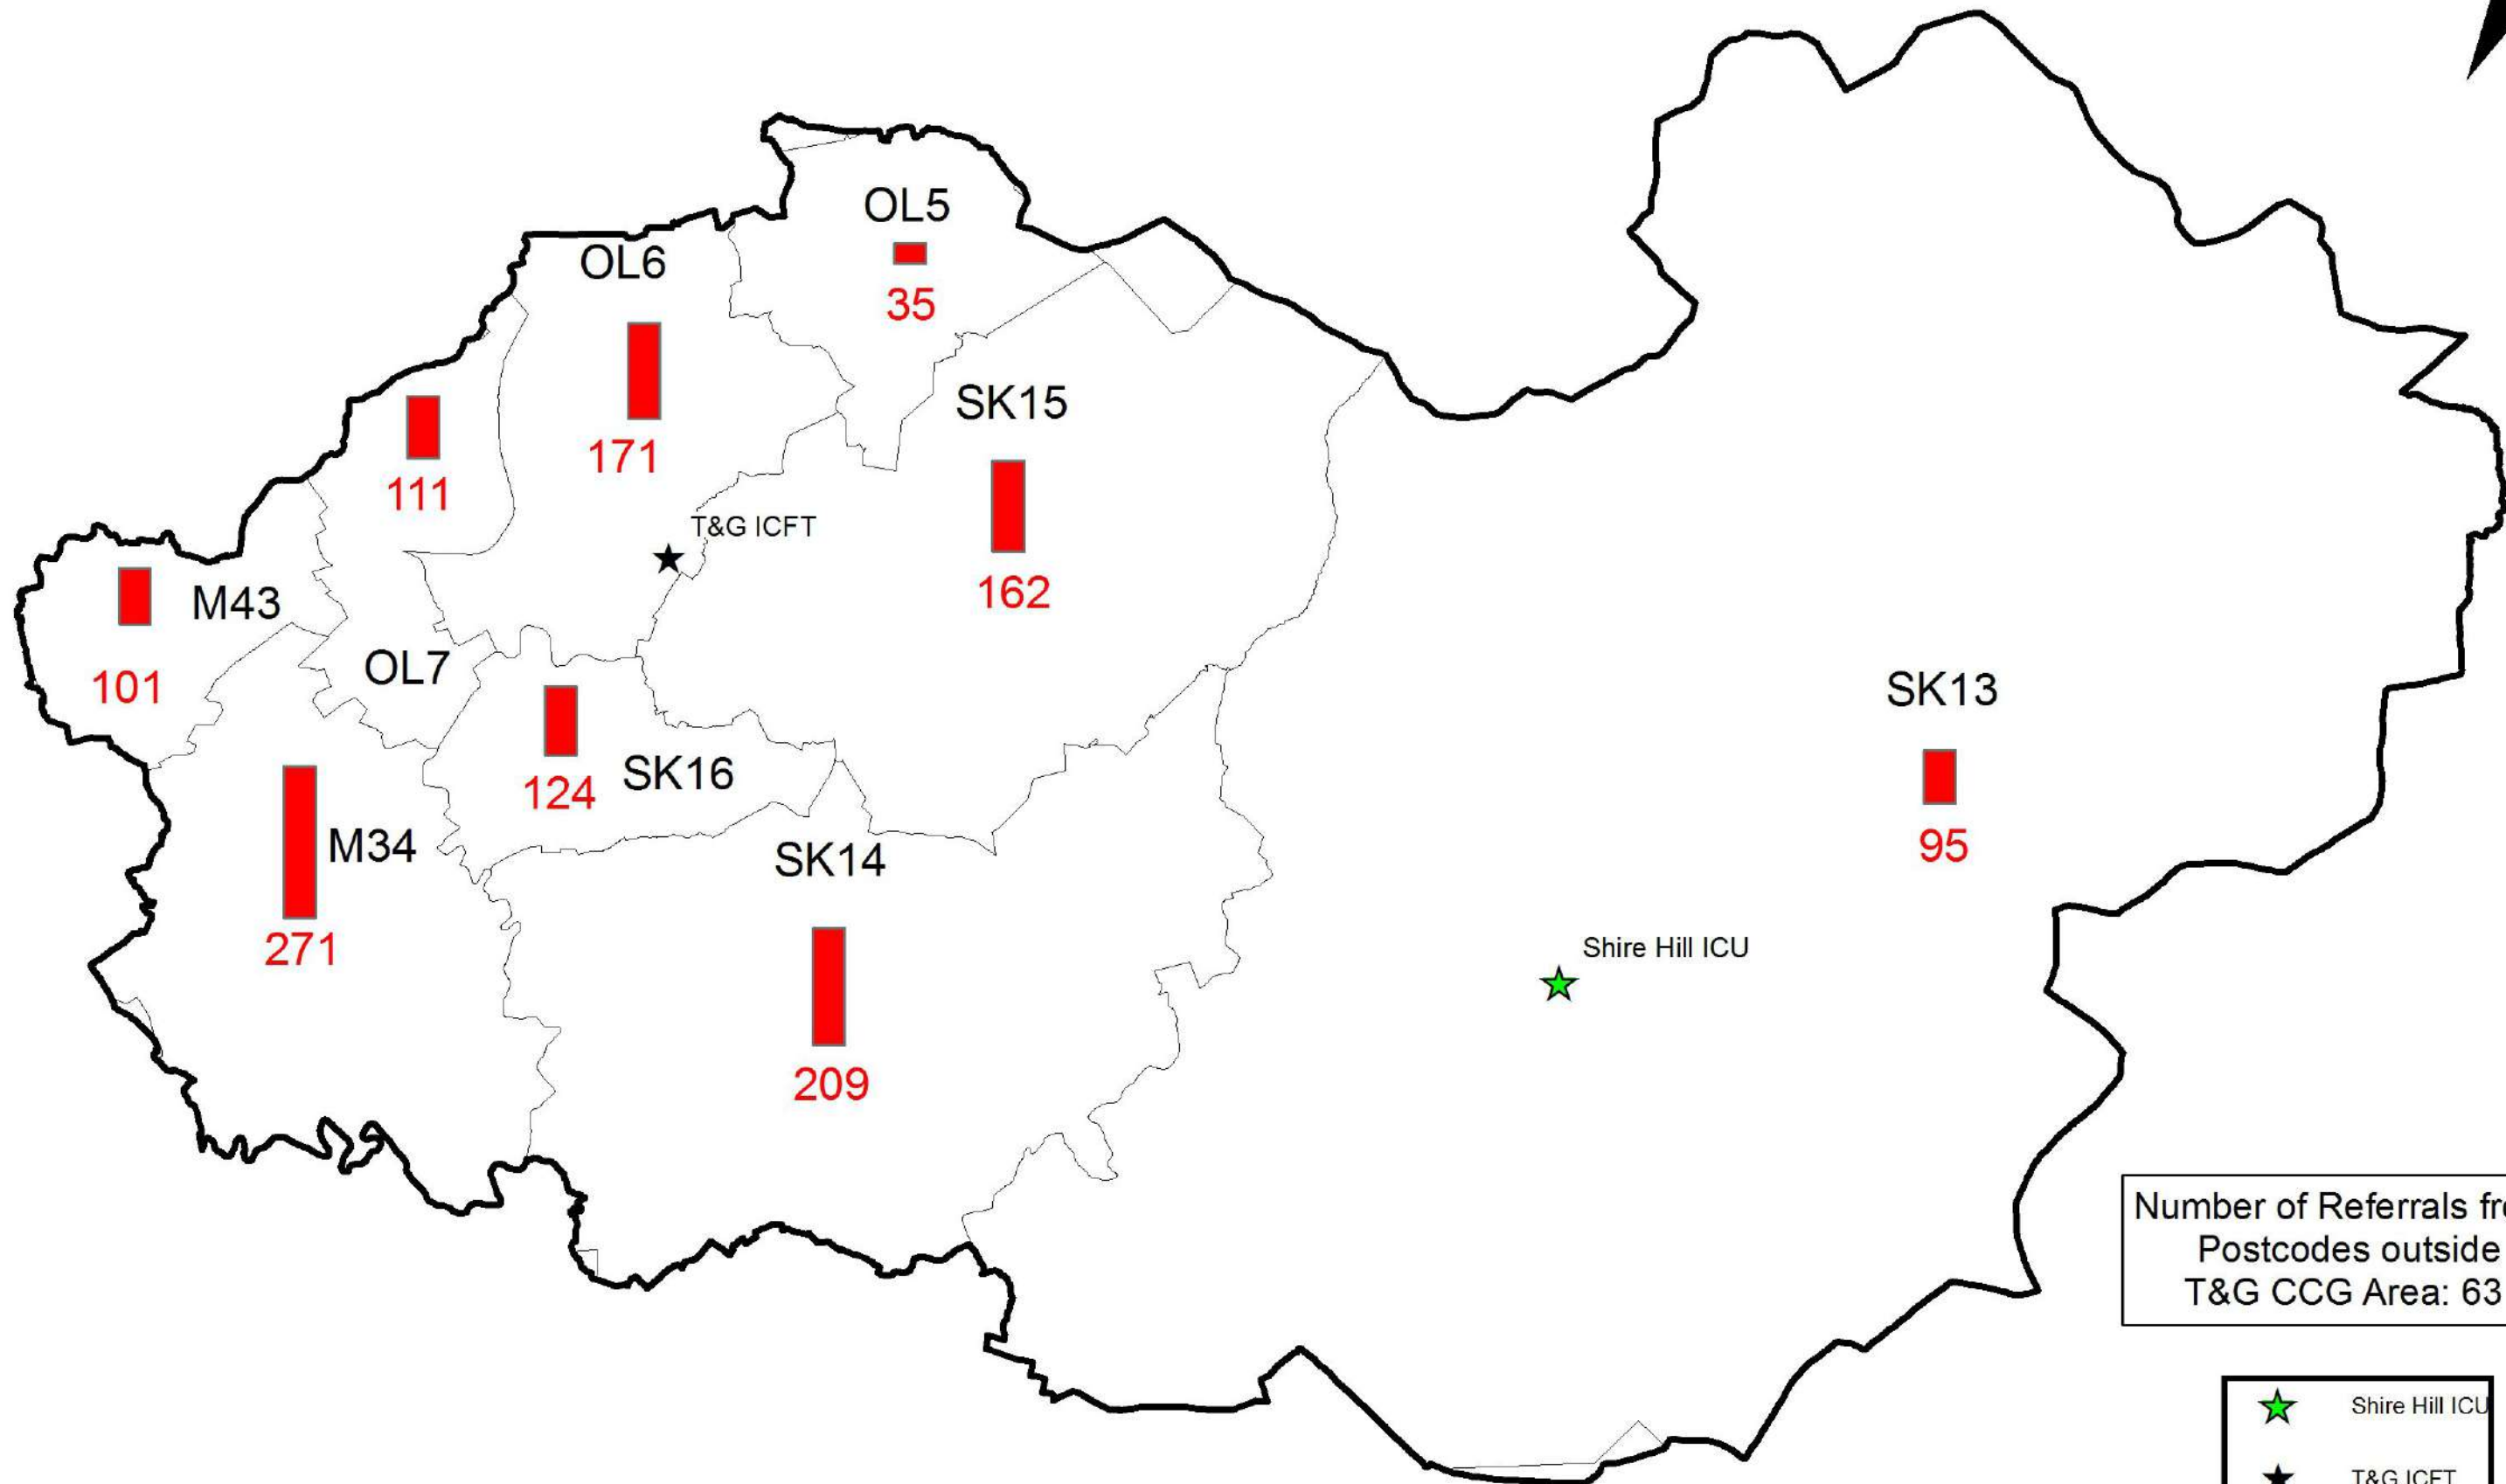 OL5
35
OL6
171
SK15
162
111
T&G ICFT
M43
101
OL7
SK13
95
124
SK16
M34
271
SK14
209
Shire Hill ICU
Number of Referrals
Postcodes outside
T&G CCG Area: 63
Shire Hill ICU
T&G ICFT